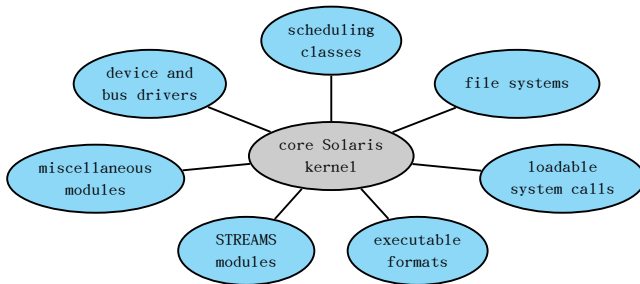 scheduling
classes
device and
bus drivers
file systems
core Solaris
kernel
miscellaneous
modules
loadable
system calls
STREAMS
modules
executable
formats